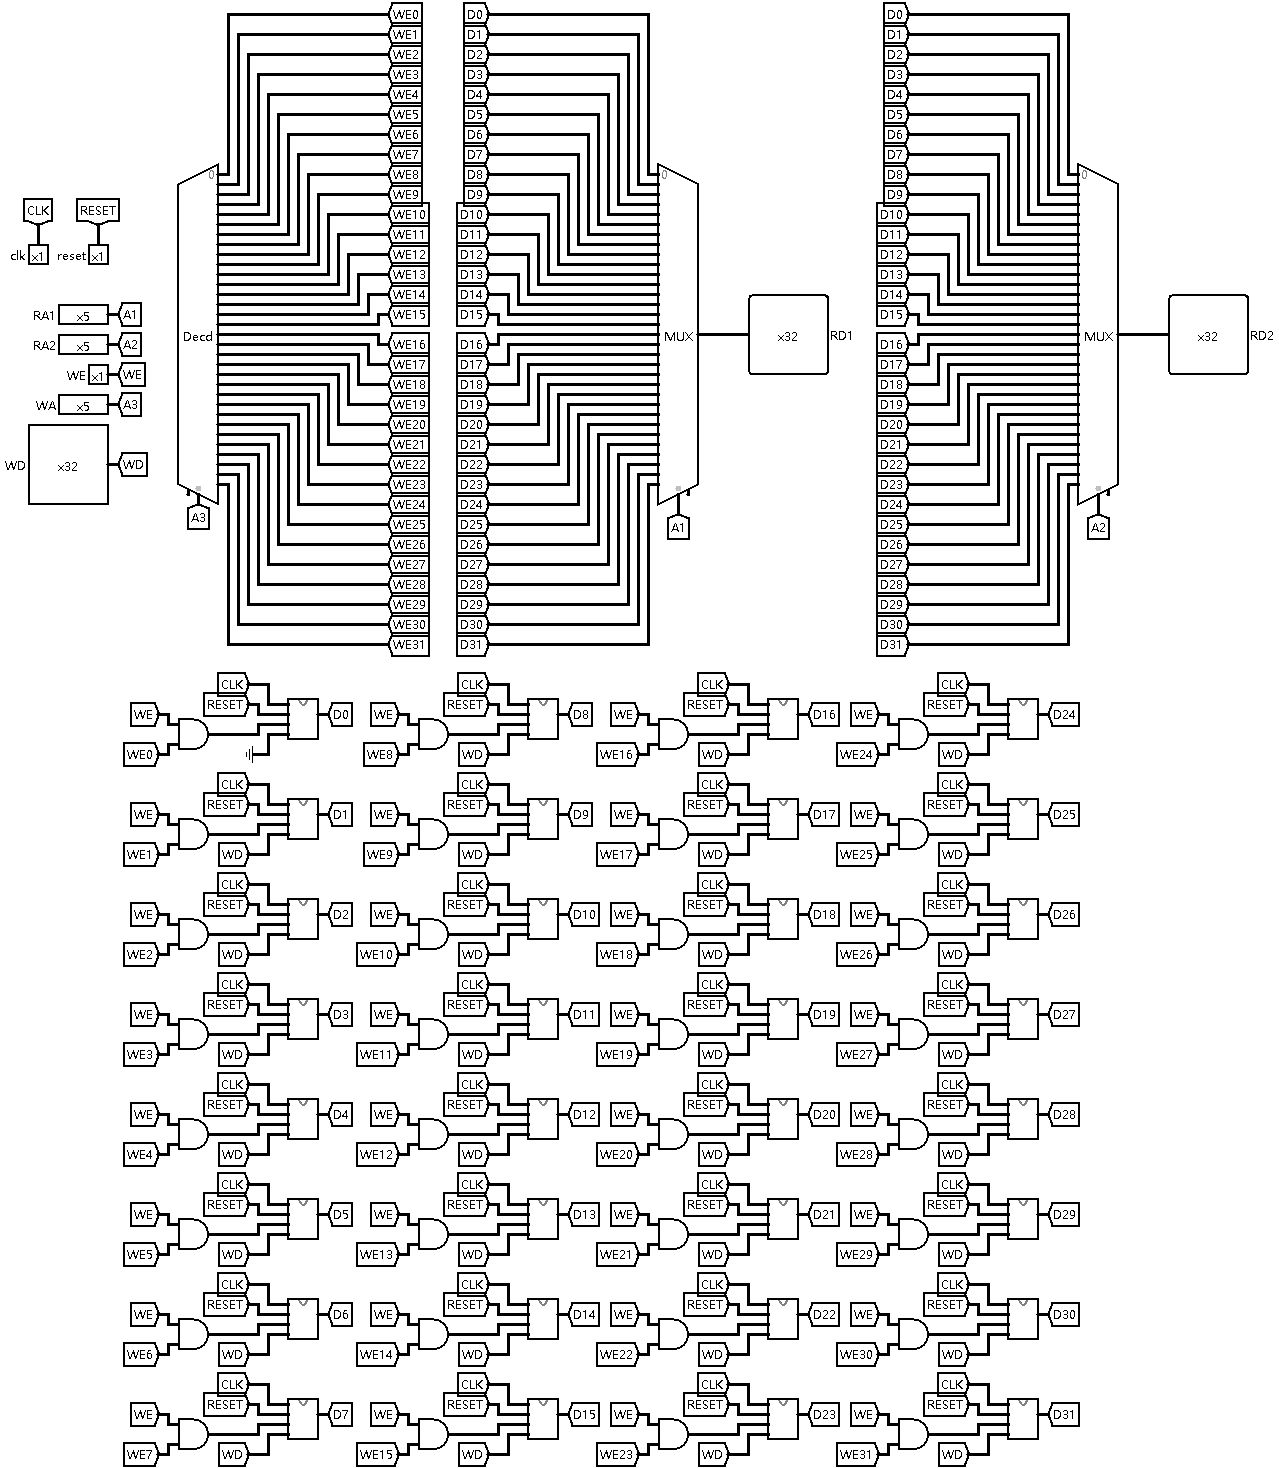 WE0 D0 D0
WE1 D1 D1
WE2 D2 D2
WE3 D3 D3
WE4 D4 D4
WE5 D5 D5
WE6 D6 D6
WE7 D7 D7
0 WE8 D8 0 D8 0
WE9 D9 D9
CLK RESET WE10 D10 D10
WE11 D11 D11
clk x1 reset x1 WE12 D12 D12
WE13 D13 D13
WE14 D14 D14
RA1 x5 A1 WE15 D15 D15
Decd MUX x32 RD1 MUX x32 RD2
RA2 x5 A2 WE16 D16 D16
WE17 D17 D17
WE x1 WE WE18 D18 D18
WA x5 A3 WE19 D19 D19
WE20 D20 D20
WE21 D21 D21
WD x32 WD WE22 D22 D22
WE23 D23 D23
WE24 D24 D24
A3 WE25 D25 A1 D25 A2
WE26 D26 D26
WE27 D27 D27
WE28 D28 D28
WE29 D29 D29
WE30 D30 D30
WE31 D31 D31
CLK CLK CLK CLK
RESET RESET RESET RESET
WE D0 WE D8 WE D16 WE D24
WE0 WE8 WD WE16 WD WE24 WD
CLK CLK CLK CLK
RESET RESET RESET RESET
WE D1 WE D9 WE D17 WE D25
WE1 WD WE9 WD WE17 WD WE25 WD
CLK CLK CLK CLK
RESET RESET RESET RESET
WE D2 WE D10 WE D18 WE D26
WE2 WD WE10 WD WE18 WD WE26 WD
CLK CLK CLK CLK
RESET RESET RESET RESET
WE D3 WE D11 WE D19 WE D27
WE3 WD WE11 WD WE19 WD WE27 WD
CLK CLK CLK CLK
RESET RESET RESET RESET
WE D4 WE D12 WE D20 WE D28
WE4 WD WE12 WD WE20 WD WE28 WD
CLK CLK CLK CLK
RESET RESET RESET RESET
WE D5 WE D13 WE D21 WE D29
WE5 WD WE13 WD WE21 WD WE29 WD
CLK CLK CLK CLK
RESET RESET RESET RESET
WE D6 WE D14 WE D22 WE D30
WE6 WD WE14 WD WE22 WD WE30 WD
CLK CLK CLK CLK
RESET RESET RESET RESET
WE D7 WE D15 WE D23 WE D31
WE7 WD WE15 WD WE23 WD WE31 WD